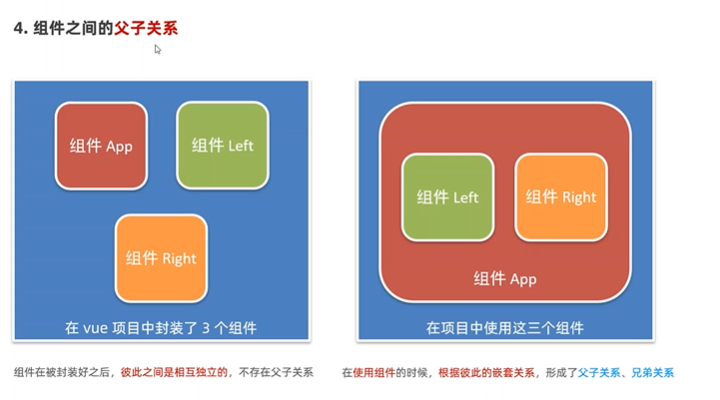 4. 组件之间的父子关系
组件 App
组件 Left
组件 Right
在 vue 项目中封装了 3 个组件
组件在被封装好之后，彼此之间是相互独立的，不存在父子关系
组件 Left
组件 Right
组件 App
在项目中使用这三个组件
在使用组件的时候，根据彼此的嵌套关系，形成了父子关系、兄弟关系